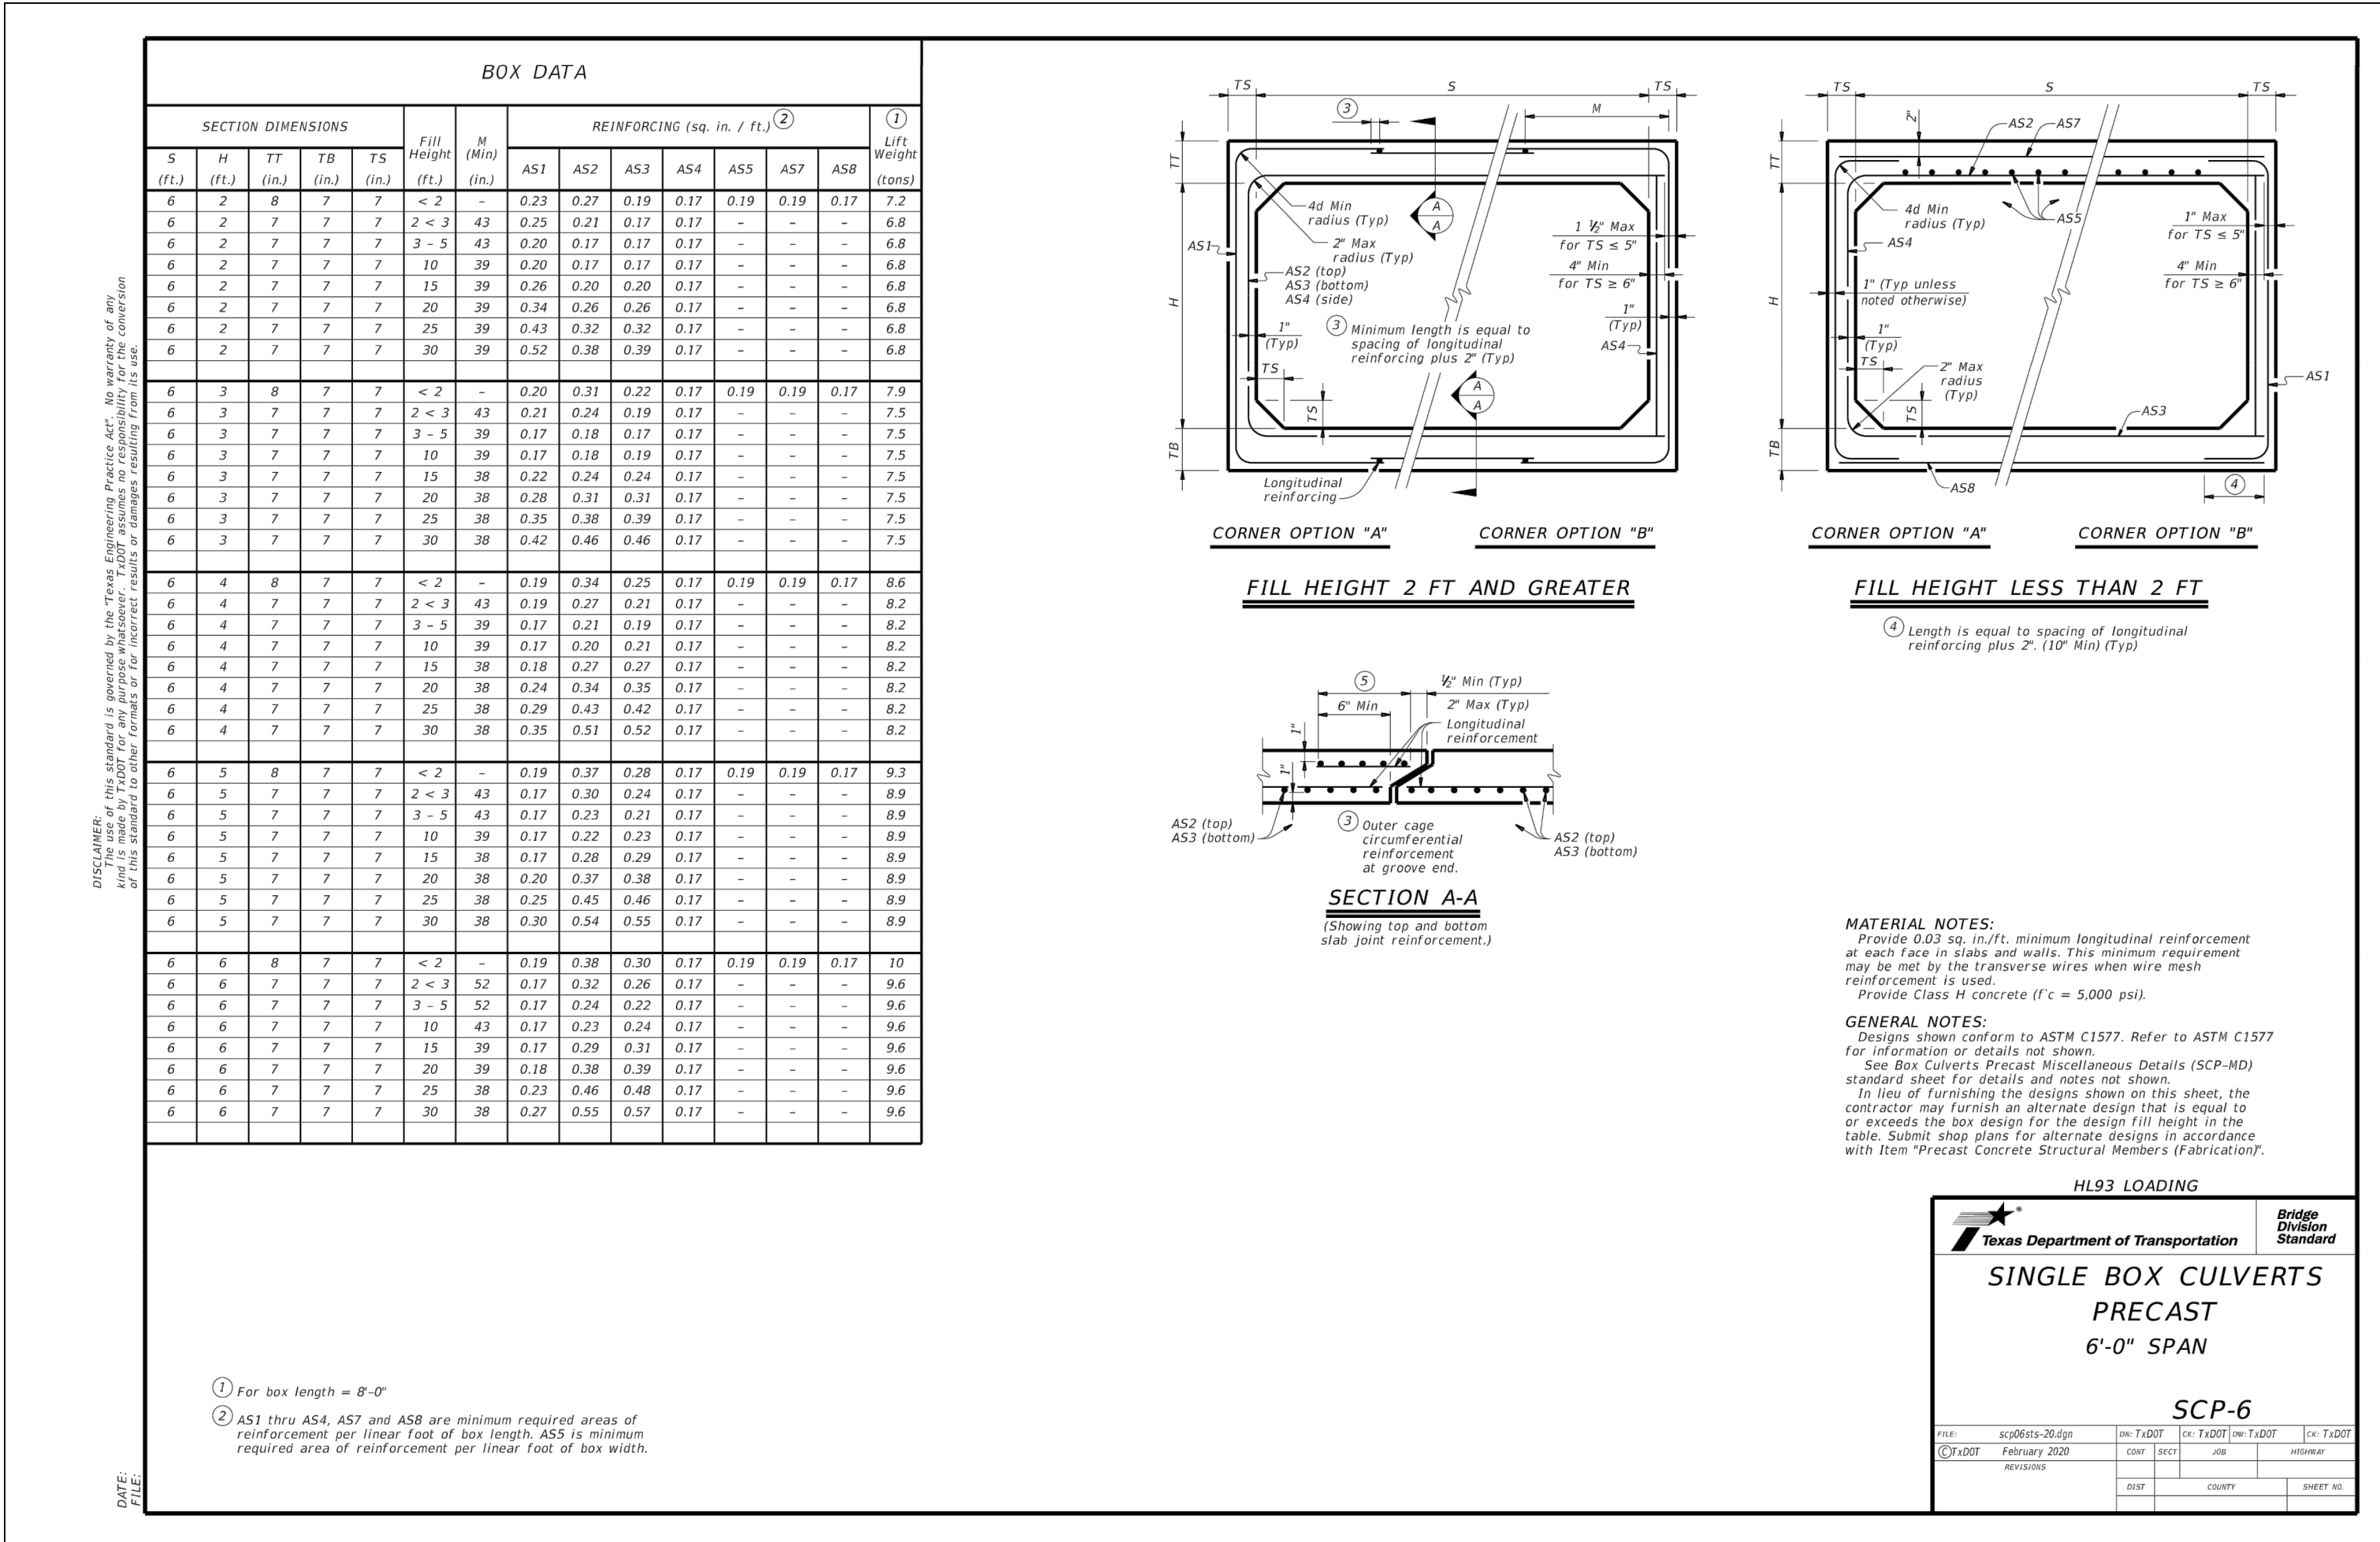 BOX DATA
SECTION DIMENSIONS Fill Height M (Min) REINFORCING (sq. in. / ft.) ② ① Lift Weight
S H TT TB TS AS1 AS2 AS3 AS4 AS5 AS7 AS8
(ft.) (ft.) (in.) (in.) (in.) (ft.) (in.) (tons)
6 2 8 7 7 < 2 – 0.23 0.27 0.19 0.17 0.19 0.19 0.17 7.2
6 2 7 7 7 2 < 3 43 0.25 0.21 0.17 0.17 – – – 6.8
6 2 7 7 7 3 – 5 43 0.20 0.17 0.17 0.17 – – – 6.8
6 2 7 7 7 10 39 0.20 0.17 0.17 0.17 – – – 6.8
6 2 7 7 7 15 39 0.26 0.20 0.20 0.17 – – – 6.8
6 2 7 7 7 20 39 0.34 0.26 0.26 0.17 – – – 6.8
6 2 7 7 7 25 39 0.43 0.32 0.32 0.17 – – – 6.8
6 2 7 7 7 30 39 0.52 0.38 0.39 0.17 – – – 6.8
6 3 8 7 7 < 2 – 0.20 0.31 0.22 0.17 0.19 0.19 0.17 7.9
6 3 7 7 7 2 < 3 43 0.21 0.24 0.19 0.17 – – – 7.5
6 3 7 7 7 3 – 5 39 0.17 0.18 0.17 0.17 – – – 7.5
6 3 7 7 7 10 39 0.17 0.18 0.19 0.17 – – – 7.5
6 3 7 7 7 15 38 0.22 0.24 0.24 0.17 – – – 7.5
6 3 7 7 7 20 38 0.28 0.31 0.31 0.17 – – – 7.5
6 3 7 7 7 25 38 0.35 0.38 0.39 0.17 – – – 7.5
6 3 7 7 7 30 38 0.42 0.46 0.46 0.17 – – – 7.5
6 4 8 7 7 < 2 – 0.19 0.34 0.25 0.17 0.19 0.19 0.17 8.6
6 4 7 7 7 2 < 3 43 0.19 0.27 0.21 0.17 – – – 8.2
6 4 7 7 7 3 – 5 39 0.17 0.21 0.19 0.17 – – – 8.2
6 4 7 7 7 10 39 0.17 0.20 0.21 0.17 – – – 8.2
6 4 7 7 7 15 38 0.18 0.27 0.27 0.17 – – – 8.2
6 4 7 7 7 20 38 0.24 0.34 0.35 0.17 – – – 8.2
6 4 7 7 7 25 38 0.29 0.43 0.42 0.17 – – – 8.2
6 4 7 7 7 30 38 0.35 0.51 0.52 0.17 – – – 8.2
6 5 8 7 7 < 2 – 0.19 0.37 0.28 0.17 0.19 0.19 0.17 9.3
6 5 7 7 7 2 < 3 43 0.17 0.30 0.24 0.17 – – – 8.9
6 5 7 7 7 3 – 5 43 0.17 0.23 0.21 0.17 – – – 8.9
6 5 7 7 7 10 39 0.17 0.22 0.23 0.17 – – – 8.9
6 5 7 7 7 15 38 0.17 0.28 0.29 0.17 – – – 8.9
6 5 7 7 7 20 38 0.20 0.37 0.38 0.17 – – – 8.9
6 5 7 7 7 25 38 0.25 0.45 0.46 0.17 – – – 8.9
6 5 7 7 7 30 38 0.30 0.54 0.55 0.17 – – – 8.9
6 6 8 7 7 < 2 – 0.19 0.38 0.30 0.17 0.19 0.19 0.17 10
6 6 7 7 7 2 < 3 52 0.17 0.32 0.26 0.17 – – – 9.6
6 6 7 7 7 3 – 5 52 0.17 0.24 0.22 0.17 – – – 9.6
6 6 7 7 7 10 43 0.17 0.23 0.24 0.17 – – – 9.6
6 6 7 7 7 15 39 0.17 0.29 0.31 0.17 – – – 9.6
6 6 7 7 7 20 39 0.18 0.38 0.39 0.17 – – – 9.6
6 6 7 7 7 25 38 0.23 0.46 0.48 0.17 – – – 9.6
6 6 7 7 7 30 38 0.27 0.55 0.57 0.17 – – – 9.6
① For box length = 8'-0"
② AS1 thru AS4, AS7 and AS8 are minimum required areas of
reinforcement per linear foot of box length. AS5 is minimum
required area of reinforcement per linear foot of box width.
DISCLAIMER:
The use of this standard is governed by the "Texas Engineering Practice Act". No warranty of any
kind is made by TxDOT for any purpose whatsoever. TxDOT assumes no responsibility for the conversion
of this standard to other formats or for incorrect results or damages resulting from its use.
DATE:
FILE:
TS S TS
③ M
TT
H
TB
4d Min
radius (Typ)
2" Max
radius (Typ)
AS1
AS2 (top)
AS3 (bottom)
AS4 (side)
A
A
1 ½" Max
for TS ≤ 5"
4" Min
for TS ≥ 6"
1"
(Typ)
③ Minimum length is equal to
spacing of longitudinal
reinforcing plus 2" (Typ)
1"
(Typ)
AS4
TS
TS
A
A
Longitudinal
reinforcing
CORNER OPTION "A" CORNER OPTION "B"
FILL HEIGHT 2 FT AND GREATER
TS S TS
2"
AS2 AS7
TT
H
TB
4d Min
radius (Typ)
AS5
1" Max
for TS ≤ 5"
AS4
4" Min
for TS ≥ 6"
1" (Typ unless
noted otherwise)
1"
(Typ)
TS
2" Max
radius
(Typ)
TS
AS1
AS3
AS8
④
CORNER OPTION "A" CORNER OPTION "B"
FILL HEIGHT LESS THAN 2 FT
④ Length is equal to spacing of longitudinal
reinforcing plus 2". (10" Min) (Typ)
⑤ ½" Min (Typ)
6" Min 2" Max (Typ)
Longitudinal
reinforcement
1"
1"
AS2 (top)
AS3 (bottom)
③ Outer cage
circumferential
reinforcement
at groove end.
AS2 (top)
AS3 (bottom)
SECTION A-A
(Showing top and bottom
slab joint reinforcement.)
MATERIAL NOTES:
Provide 0.03 sq. in./ft. minimum longitudinal reinforcement
at each face in slabs and walls. This minimum requirement
may be met by the transverse wires when wire mesh
reinforcement is used.
Provide Class H concrete (f`c = 5,000 psi).
GENERAL NOTES:
Designs shown conform to ASTM C1577. Refer to ASTM C1577
for information or details not shown.
See Box Culverts Precast Miscellaneous Details (SCP-MD)
standard sheet for details and notes not shown.
In lieu of furnishing the designs shown on this sheet, the
contractor may furnish an alternate design that is equal to
or exceeds the box design for the design fill height in the
table. Submit shop plans for alternate designs in accordance
with Item "Precast Concrete Structural Members (Fabrication)".
HL93 LOADING
® Texas Department of Transportation
Bridge
Division
Standard
SINGLE BOX CULVERTS
PRECAST
6'-0" SPAN
SCP-6
FILE: scp06sts-20.dgn DN: TxDOT CK: TxDOT DW: TxDOT CK: TxDOT
©TxDOT February 2020 CONT SECT JOB HIGHWAY
REVISIONS
DIST COUNTY SHEET NO.